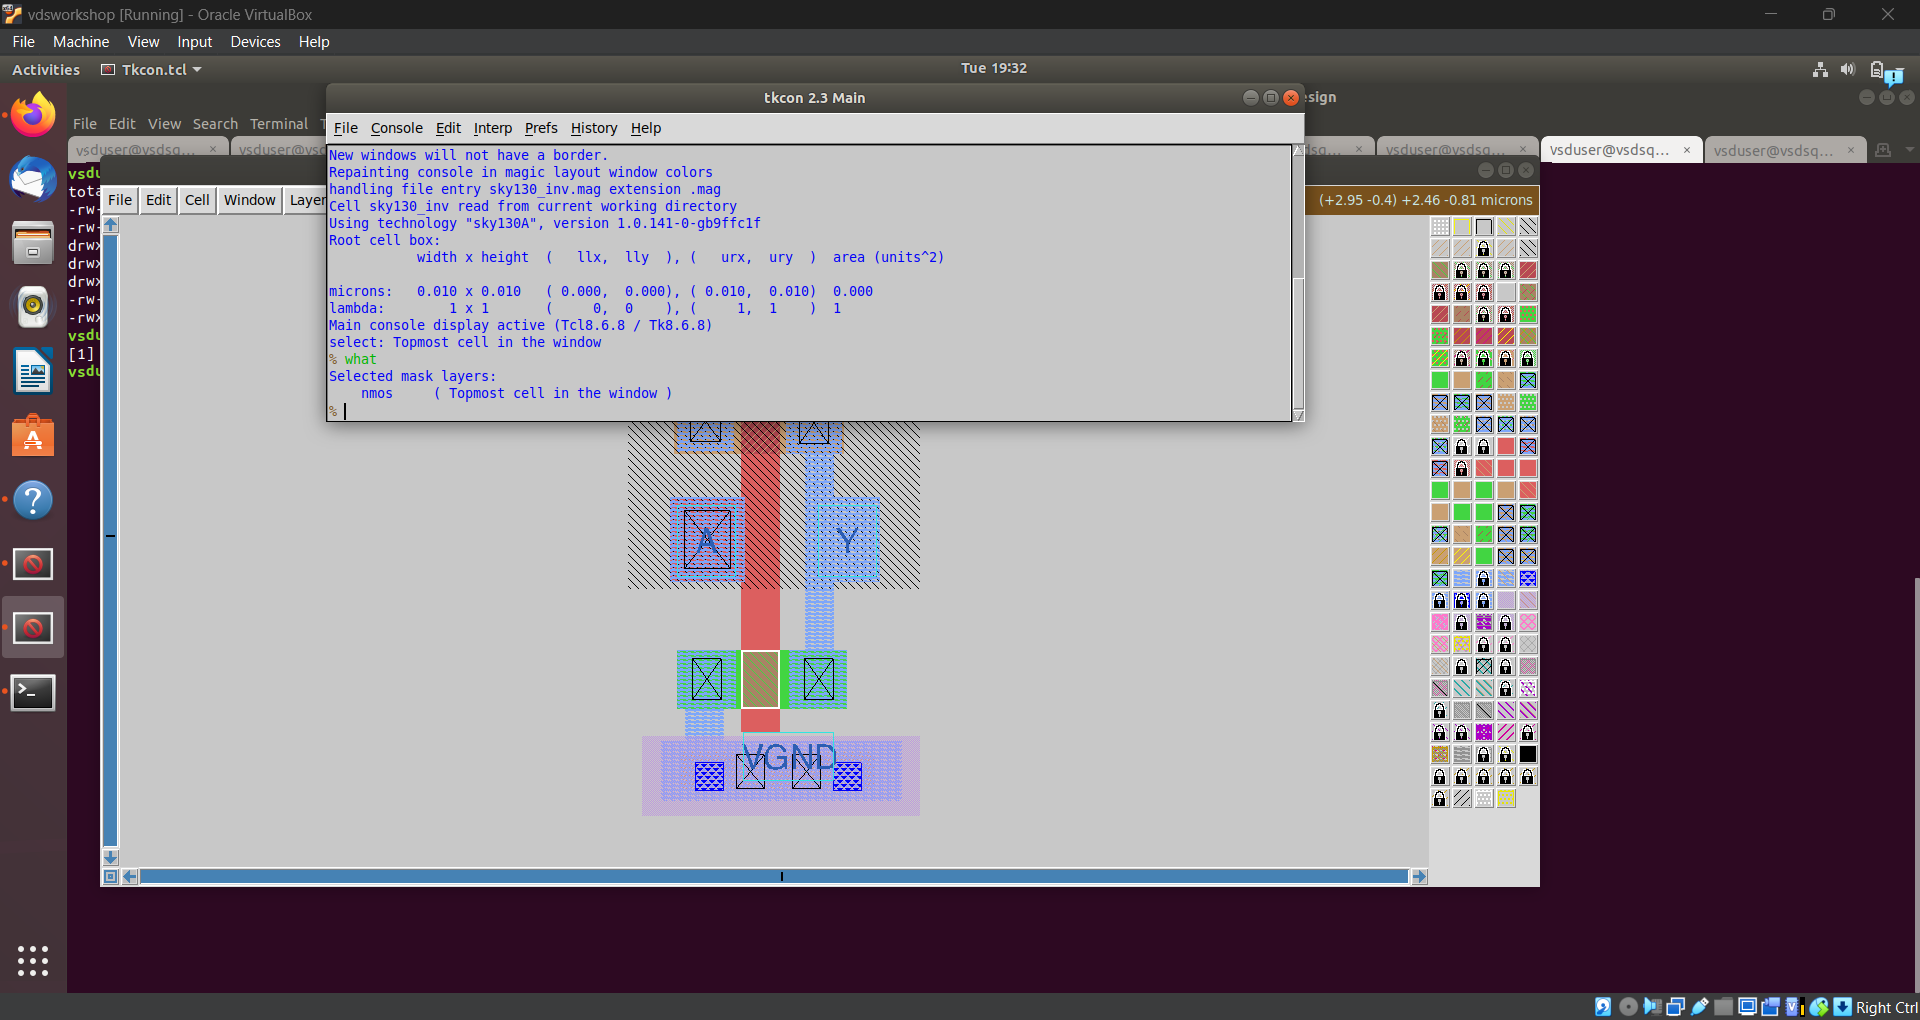 vdsworkshop [Running] - Oracle VirtualBox
File Machine View Input Devices Help
Activities Tkcon.tcl Tue 19:32
tkcon 2.3 Main
esign
File Edit View Search Terminal T
File Console Edit Interp Prefs History Help
vsduser@vsdsq... × vsduser@vsds
dsq... × vsduser@vsdsq... × vsduser@vsdsq... × vsduser@vsdsq... ×
New windows will not have a border.
Repainting console in magic layout window colors
handling file entry sky130_inv.mag extension .mag
Cell sky130_inv read from current working directory
Using technology "sky130A", version 1.0.141-0-gb9ffc1f
Root cell box:
width x height ( llx, lly ), ( urx, ury ) area (units^2)
microns: 0.010 x 0.010 ( 0.000, 0.000), ( 0.010, 0.010) 0.000
lambda: 1 x 1 ( 0, 0 ), ( 1, 1 ) 1
Main console display active (Tcl8.6.8 / Tk8.6.8)
select: Topmost cell in the window
% what
Selected mask layers:
nmos ( Topmost cell in the window )
%
vsdu
tota
-rw-
-rw-
drwx
drwx
drwx
-rw-
-rwx
vsdu
[1]
vsdu
File Edit Cell Window Layer
(+2.95 -0.4) +2.46 -0.81 microns
A Y
VGND
Right Ctrl